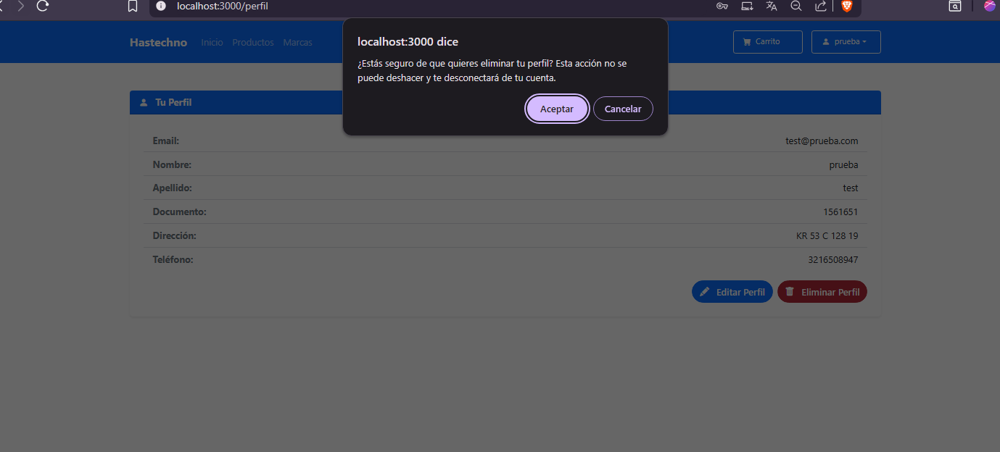 localhost:3000/perfil
Hastechno Inicio Productos Marcas Carrito prueba
localhost:3000 dice
¿Estás seguro de que quieres eliminar tu perfil? Esta acción no se
puede deshacer y te desconectará de tu cuenta.
Aceptar Cancelar
Tu Perfil
Email: test@prueba.com
Nombre: prueba
Apellido: test
Documento: 1561651
Dirección: KR 53 C 128 19
Teléfono: 3216508947
Editar Perfil Eliminar Perfil